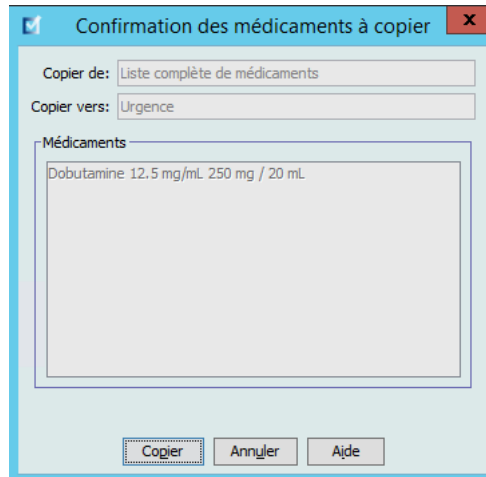 Confirmation des médicaments à copier
x
Copier de: Liste complète de médicaments
Copier vers: Urgence
Médicaments
Dobutamine 12.5 mg/mL 250 mg / 20 mL
Copier Annuler Aide